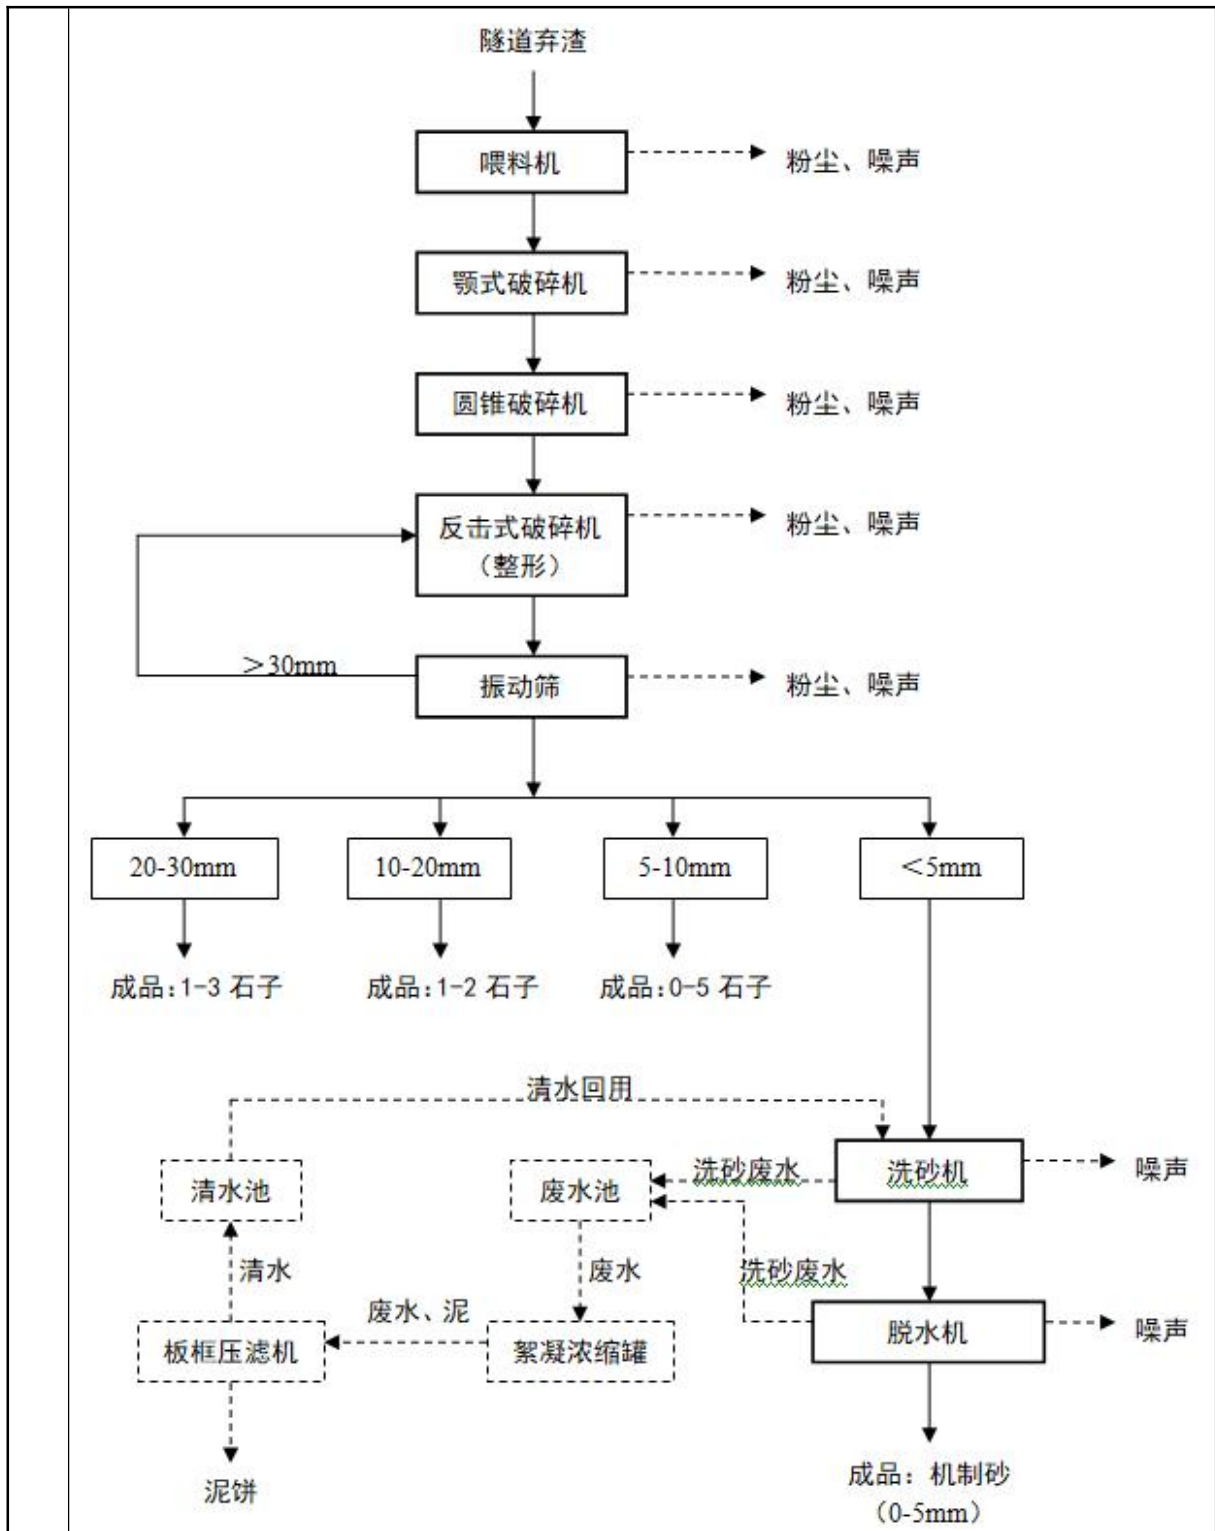 隧道弃渣
喂料机
粉尘、噪声
颚式破碎机
粉尘、噪声
圆锥破碎机
粉尘、噪声
反击式破碎机
（整形）
粉尘、噪声
＞30mm
振动筛
粉尘、噪声
20-30mm
10-20mm
5-10mm
＜5mm
成品:1-3 石子
成品:1-2 石子
成品:0-5 石子
清水回用
清水池
废水池
洗砂废水
洗砂机
噪声
清水
废水
洗砂废水
废水、泥
板框压滤机
絮凝浓缩罐
脱水机
噪声
泥饼
成品：机制砂
（0-5mm）